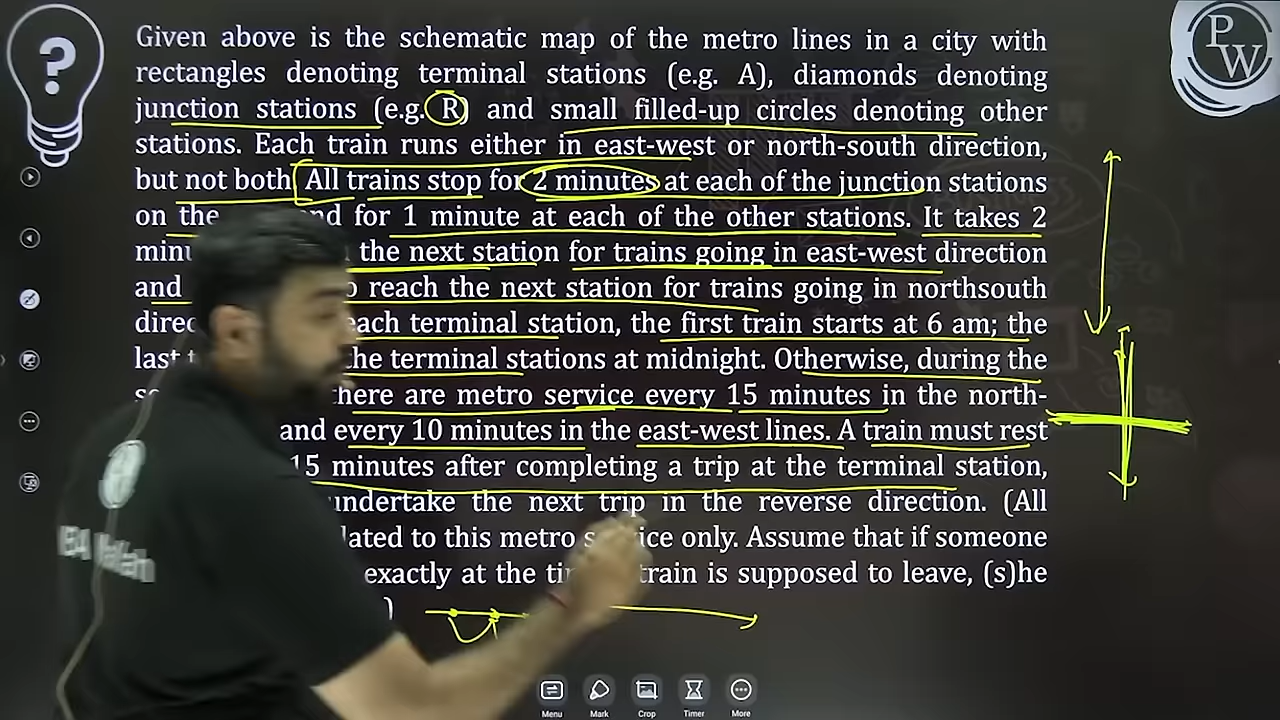 Given above is the schematic map of the metro lines in a city with
rectangles denoting terminal stations (e.g. A), diamonds denoting
junction stations (e.g. R) and small filled-up circles denoting other
stations. Each train runs either in east-west or north-south direction,
but not both. All trains stop for 2 minutes at each of the junction stations
on the for 1 minute at each of the other stations. It takes 2
the next station for trains going in east-west direction
and reach the next station for trains going in northsouth
each terminal station, the first train starts at 6 am; the
last the terminal stations at midnight. Otherwise, during the
there are metro service every 15 minutes in the north-
and every 10 minutes in the east-west lines. A train must rest
15 minutes after completing a trip at the terminal station,
undertake the next trip in the reverse direction. (All
to this metro only. Assume that if someone
exactly at the train is supposed to leave, (s)he
PW
Menu
Mark
Crop
Timer
More